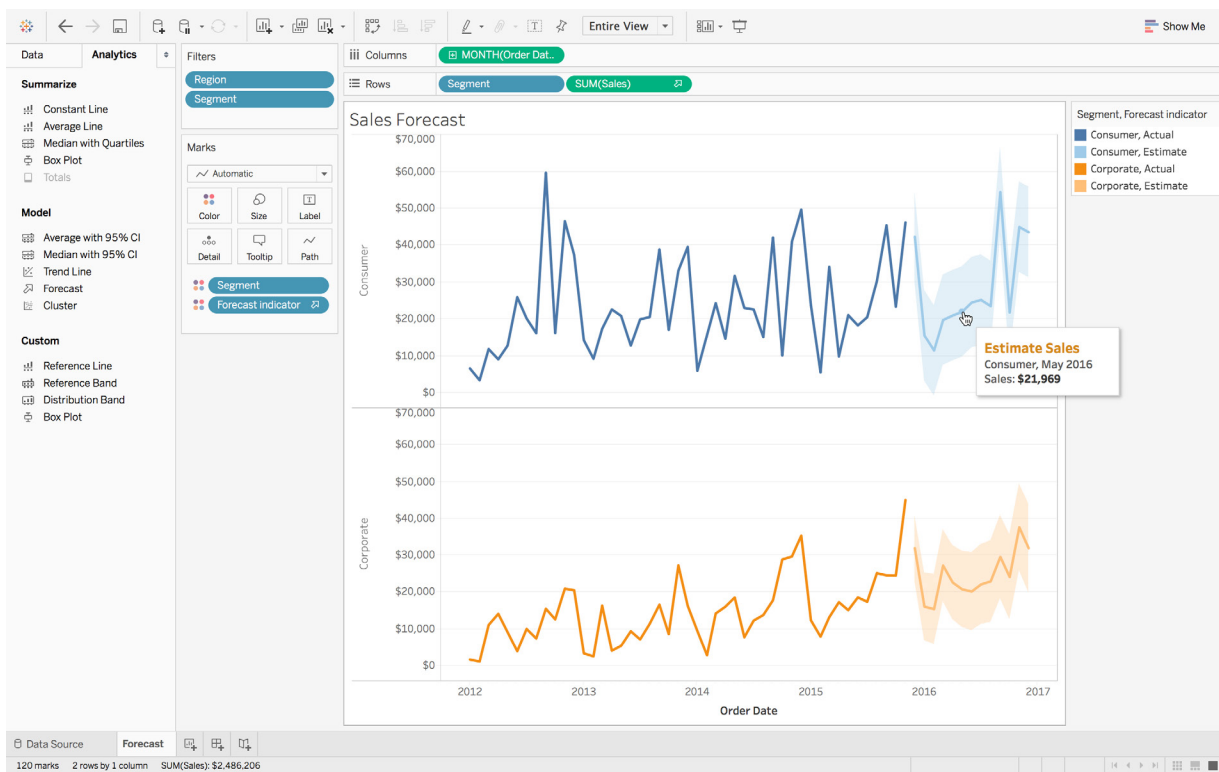 Entire View
Show Me
Data
Analytics
Summarize
Constant Line
Average Line
Median with Quartiles
Box Plot
Totals
Model
Average with 95% CI
Median with 95% CI
Trend Line
Forecast
Cluster
Custom
Reference Line
Reference Band
Distribution Band
Box Plot
Filters
Region
Segment
Marks
Automatic
Color
Size
Label
Detail
Tooltip
Path
Segment
Forecast indicator
Columns
MONTH(Order Dat..
Rows
Segment
SUM(Sales)
Sales Forecast
$70,000
$60,000
$50,000
$40,000
$30,000
$20,000
$10,000
$0
Consumer
$70,000
$60,000
$50,000
$40,000
$30,000
$20,000
$10,000
$0
Corporate
Estimate Sales
Consumer, May 2016
Sales: $21,969
2012
2013
2014
2015
2016
2017
Order Date
Segment, Forecast indicator
Consumer, Actual
Consumer, Estimate
Corporate, Actual
Corporate, Estimate
Data Source
Forecast
120 marks
2 rows by 1 column
SUM(Sales): $2,486,206